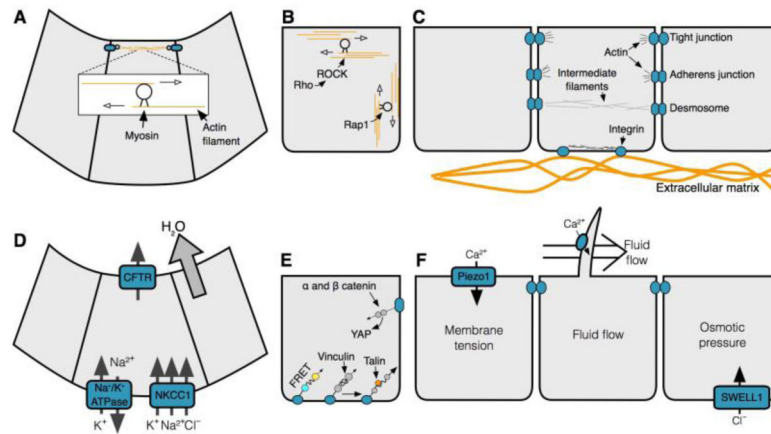 A
Myosin
Actin
filament
B
ROCK
Rho
Rap1
C
Tight junction
Actin
Adherens junction
Intermediate
filaments
Desmosome
Integrin
Extracellular matrix
D
H₂O
CFTR
Na²⁺
Na⁺/K⁺
ATPase
NKCC1
K⁺
K⁺ Na²⁺Cl⁻
E
α and β catenin
YAP
FRET
Vinculin
Talin
F
Ca²⁺
Piezo1
Membrane
tension
Ca²⁺
Fluid
flow
Fluid flow
Osmotic
pressure
SWELL1
Cl⁻